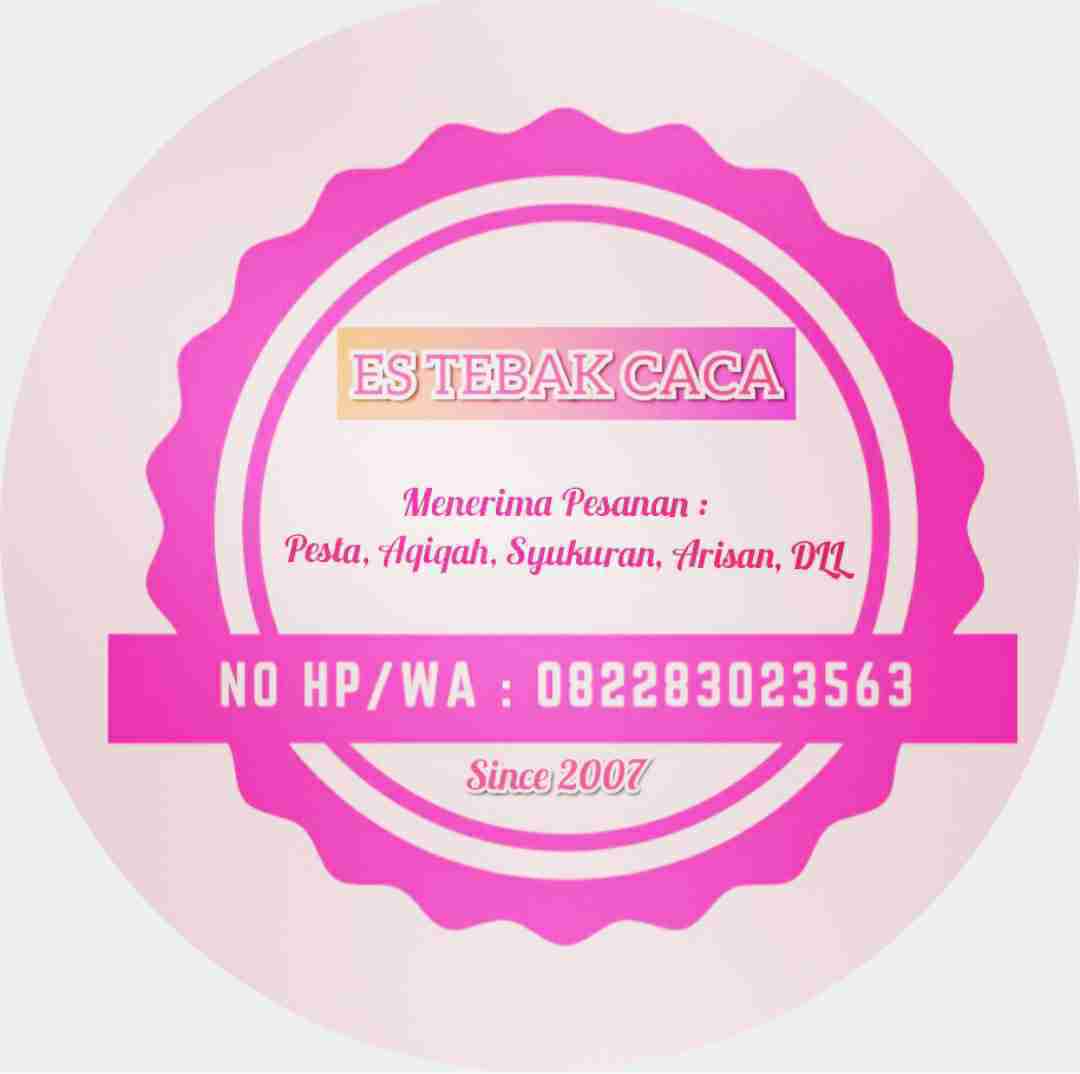 ES TEBAK CACA
Menerima Pesanan :
Pesta, Aqiqah, Syukuran, Arisan, DLL
NO HP/WA : 082283023563
Since 2007